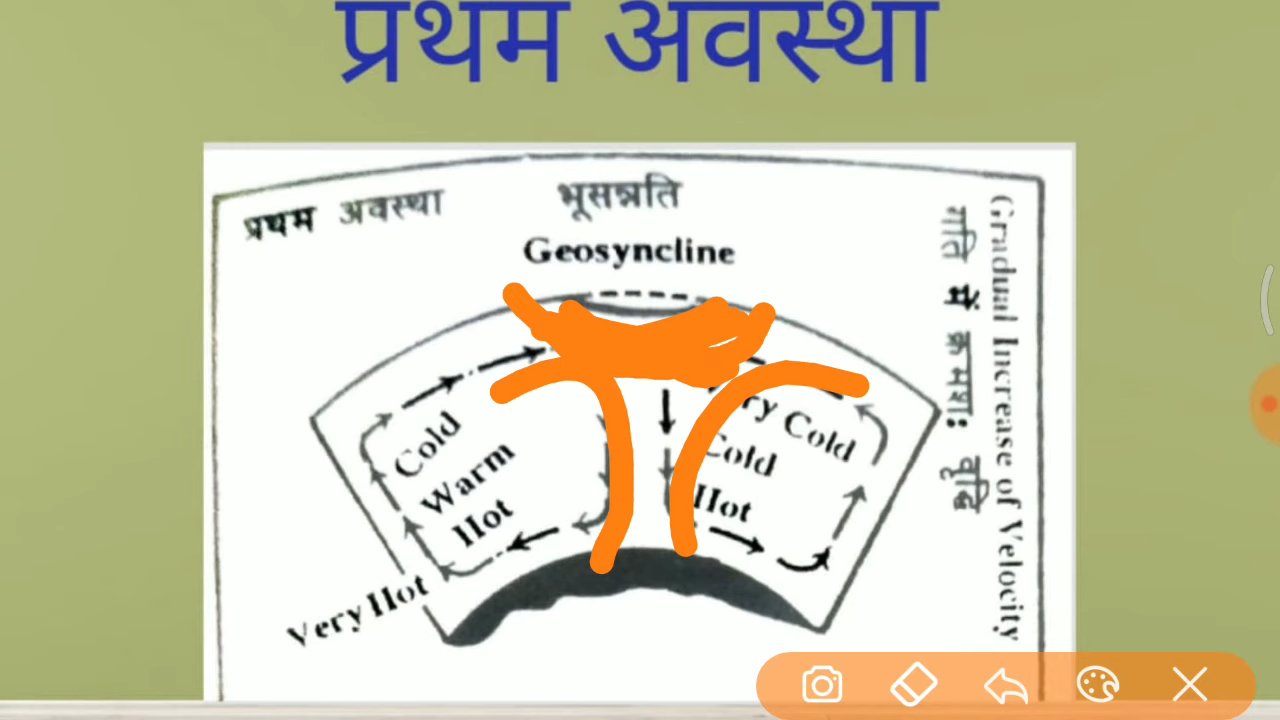 प्रथम अवस्था
प्रथम अवस्था
भूसन्नति
Geosyncline
Cold
Warm
Hot
Very Hot
Cold
Cold
Hot
गति में क्रमशः वृद्धि
Gradual Increase of Velocity